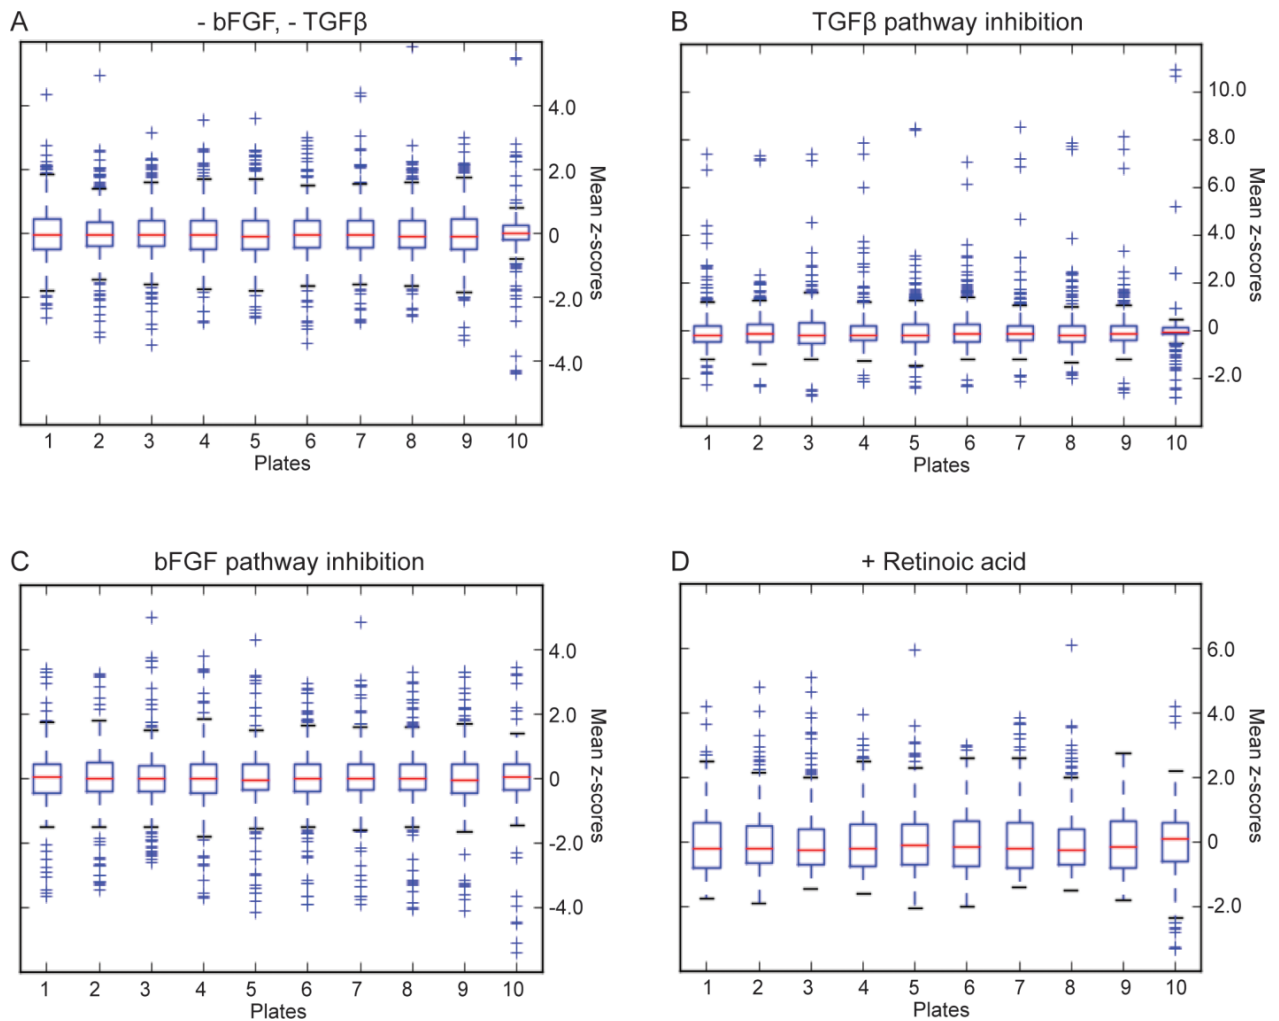 A
- bFGF, - TGFβ
4.0
2.0
0
-2.0
-4.0
Mean z-scores
1 2 3 4 5 6 7 8 9 10
Plates
B
TGFβ pathway inhibition
10.0
8.0
6.0
4.0
2.0
0
-2.0
Mean z-scores
1 2 3 4 5 6 7 8 9 10
Plates
C
bFGF pathway inhibition
4.0
2.0
0
-2.0
-4.0
Mean z-scores
1 2 3 4 5 6 7 8 9 10
Plates
D
+ Retinoic acid
6.0
4.0
2.0
0
-2.0
Mean z-scores
1 2 3 4 5 6 7 8 9 10
Plates